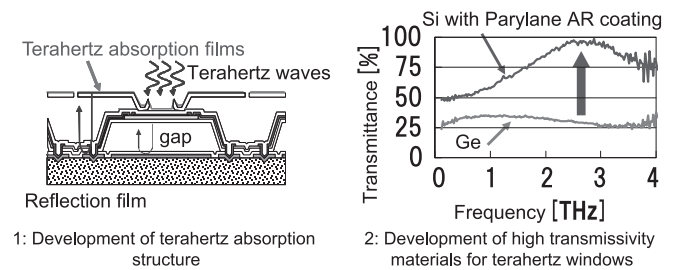 Terahertz absorption films
Terahertz waves
gap
Reflection film
1: Development of terahertz absorption
structure
Si with Parylane AR coating
Transmittance [%]
100
75
50
25
0
Ge
0 1 2 3 4
Frequency [THz]
2: Development of high transmissivity
materials for terahertz windows